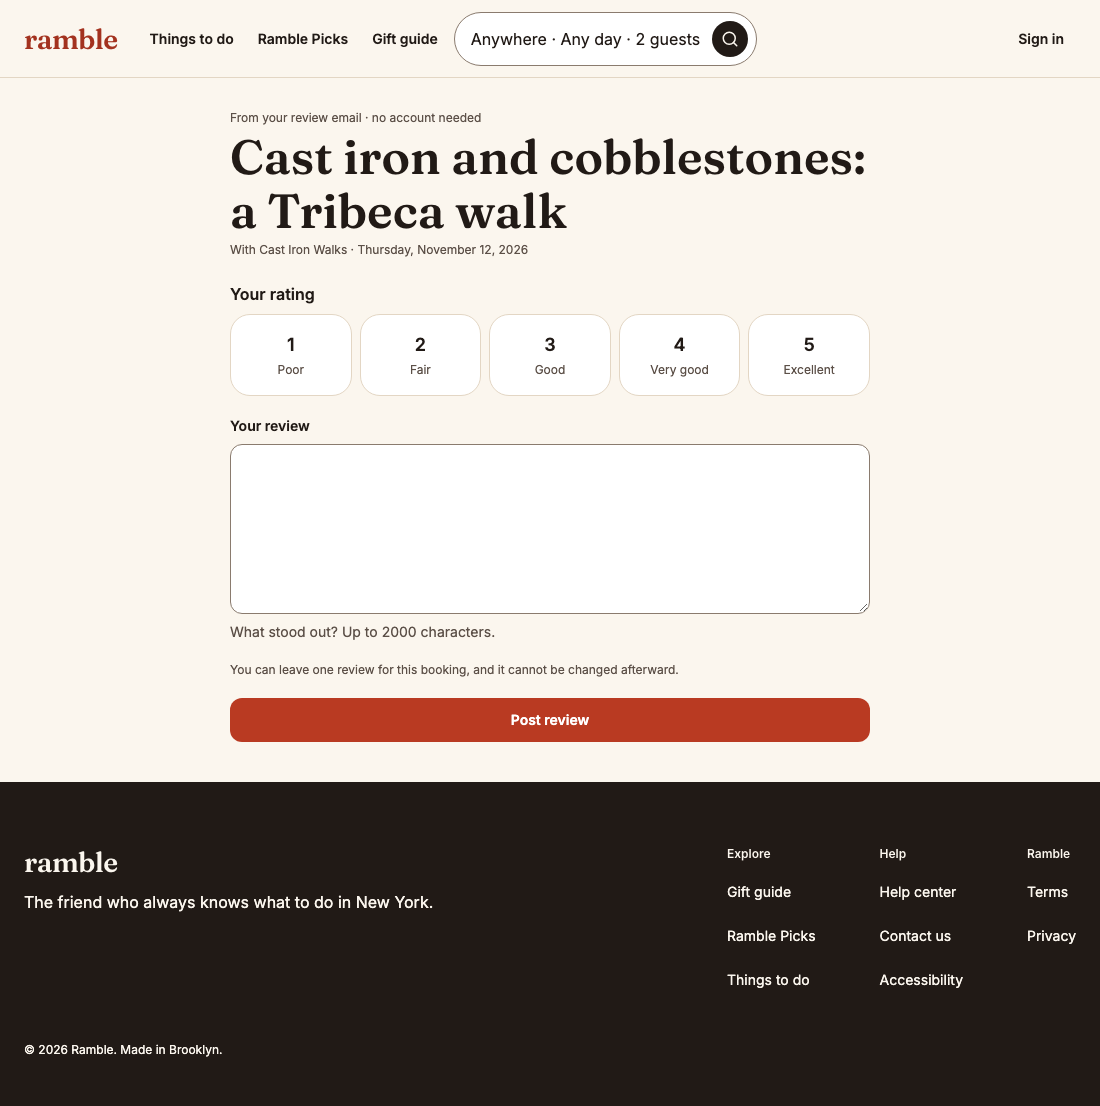 ramble
Things to do
Ramble Picks
Gift guide
Anywhere · Any day · 2 guests
Sign in
From your review email · no account needed
Cast iron and cobblestones:
a Tribeca walk
With Cast Iron Walks · Thursday, November 12, 2026
Your rating
1
Poor
2
Fair
3
Good
4
Very good
5
Excellent
Your review
What stood out? Up to 2000 characters.
You can leave one review for this booking, and it cannot be changed afterward.
Post review
ramble
The friend who always knows what to do in New York.
Explore
Gift guide
Ramble Picks
Things to do
Help
Help center
Contact us
Accessibility
Ramble
Terms
Privacy
© 2026 Ramble. Made in Brooklyn.